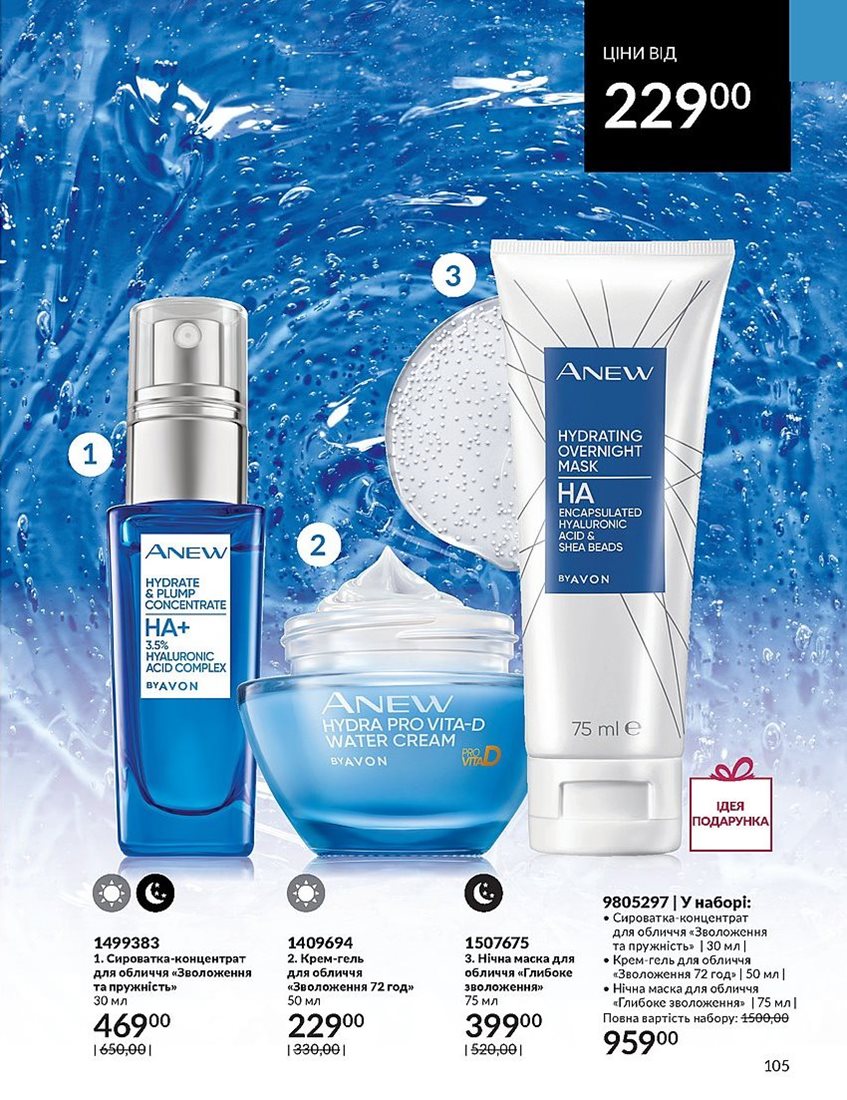 ЦІНИ ВІД
229⁰⁰
3
ANEW
HYDRATING
OVERNIGHT
MASK
HA
ENCAPSULATED
HYALURONIC
ACID &
SHEA BEADS
BY AVON
75 ml e
1
ANEW
HYDRATE
& PLUMP
CONCENTRATE
HA+
3.5%
HYALURONIC
ACID COMPLEX
BY AVON
2
ANEW
HYDRA PRO VITA-D
WATER CREAM
BY AVON
PRO
VITA D
ІДЕЯ
ПОДАРУНКА
1499383
1. Сироватка-концентрат
для обличчя «Зволоження
та пружність»
30 мл
469⁰⁰
| 650,00 |
1409694
2. Крем-гель
для обличчя
«Зволоження 72 год»
50 мл
229⁰⁰
| 330,00 |
1507675
3. Нічна маска для
обличчя «Глибоке
зволоження»
75 мл
399⁰⁰
| 520,00 |
9805297 | У наборі:
• Сироватка-концентрат
для обличчя «Зволоження
та пружність» | 30 мл |
• Крем-гель для обличчя
«Зволоження 72 год» | 50 мл |
• Нічна маска для обличчя
«Глибоке зволоження» | 75 мл |
Повна вартість набору: 1500,00
959⁰⁰
105